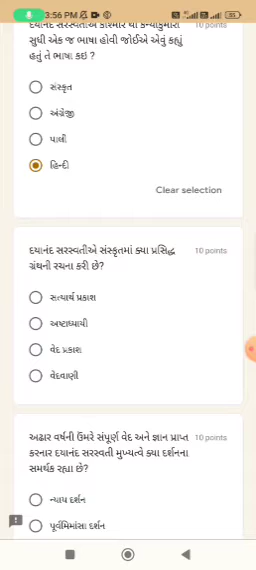 3:56 PM
દયાનંદ સરસ્વતીએ કાશ્મીર થી કન્યાકુમારી
10 points
સુધી એક જ ભાષા હોવી જોઈએ એવું કહ્યું
હતું તે ભાષા કઇ ?
સંસ્કૃત
અંગ્રેજી
પાલી
હિન્દી
Clear selection
દયાનંદ સરસ્વતીએ સંસ્કૃતમાં ક્યા પ્રસિદ્ધ
10 points
ગ્રંથની રચના કરી છે?
સત્યાર્થ પ્રકાશ
અષ્ટાધ્યાયી
વેદ પ્રકાશ
વેદવાણી
અઢાર વર્ષની ઉંમરે સંપૂર્ણ વેદ અને જ્ઞાન પ્રાપ્ત
10 points
કરનાર દયાનંદ સરસ્વતી મુખ્યત્વે ક્યા દર્શનના
સમર્થક રહ્યા છે?
ન્યાય દર્શન
પૂર્વમિમાંસા દર્શન